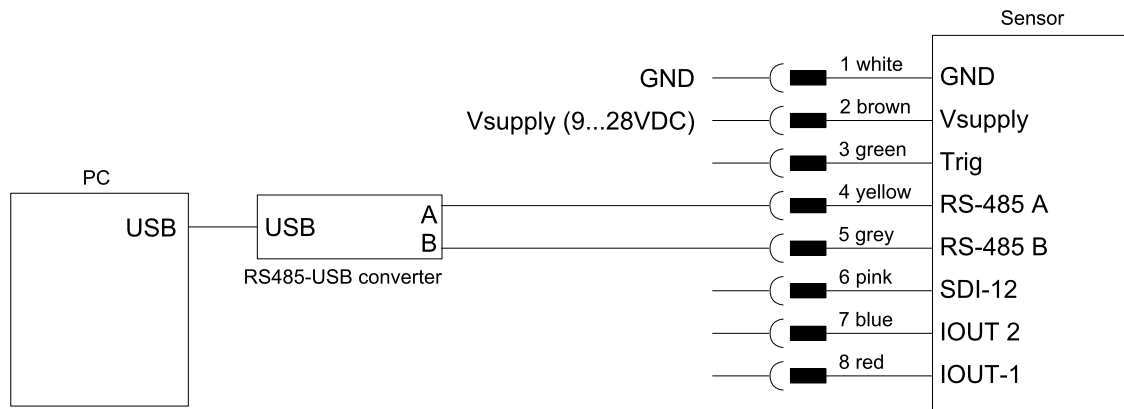 Sensor
GND 1 white GND
Vsupply (9...28VDC) 2 brown Vsupply
3 green Trig
PC
4 yellow RS-485 A
USB USB A
B
5 grey RS-485 B
RS485-USB converter
6 pink SDI-12
7 blue IOUT 2
8 red IOUT-1